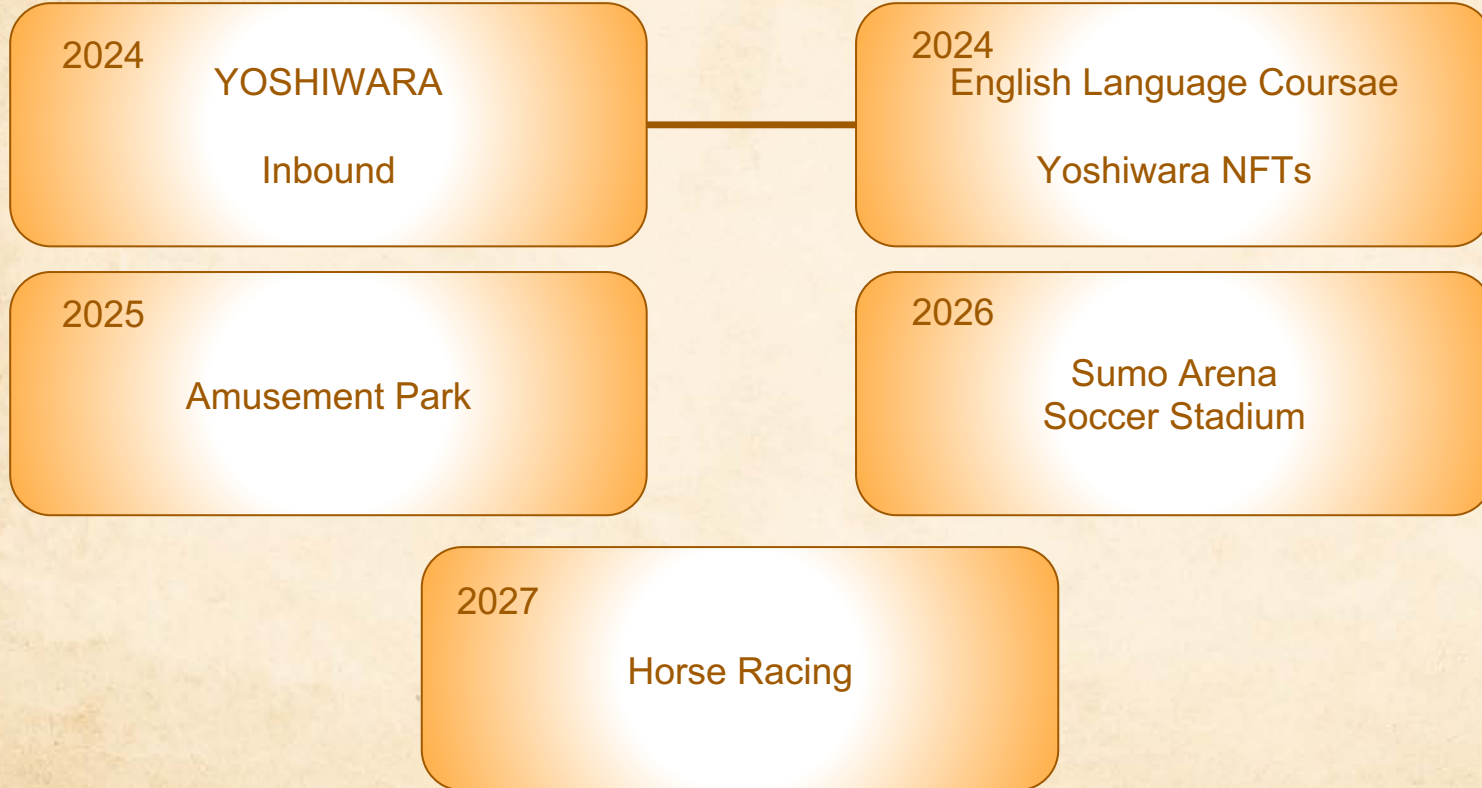 2024
YOSHIWARA
Inbound
2024
English Language Coursae
Yoshiwara NFTs
2025
Amusement Park
2026
Sumo Arena
Soccer Stadium
2027
Horse Racing